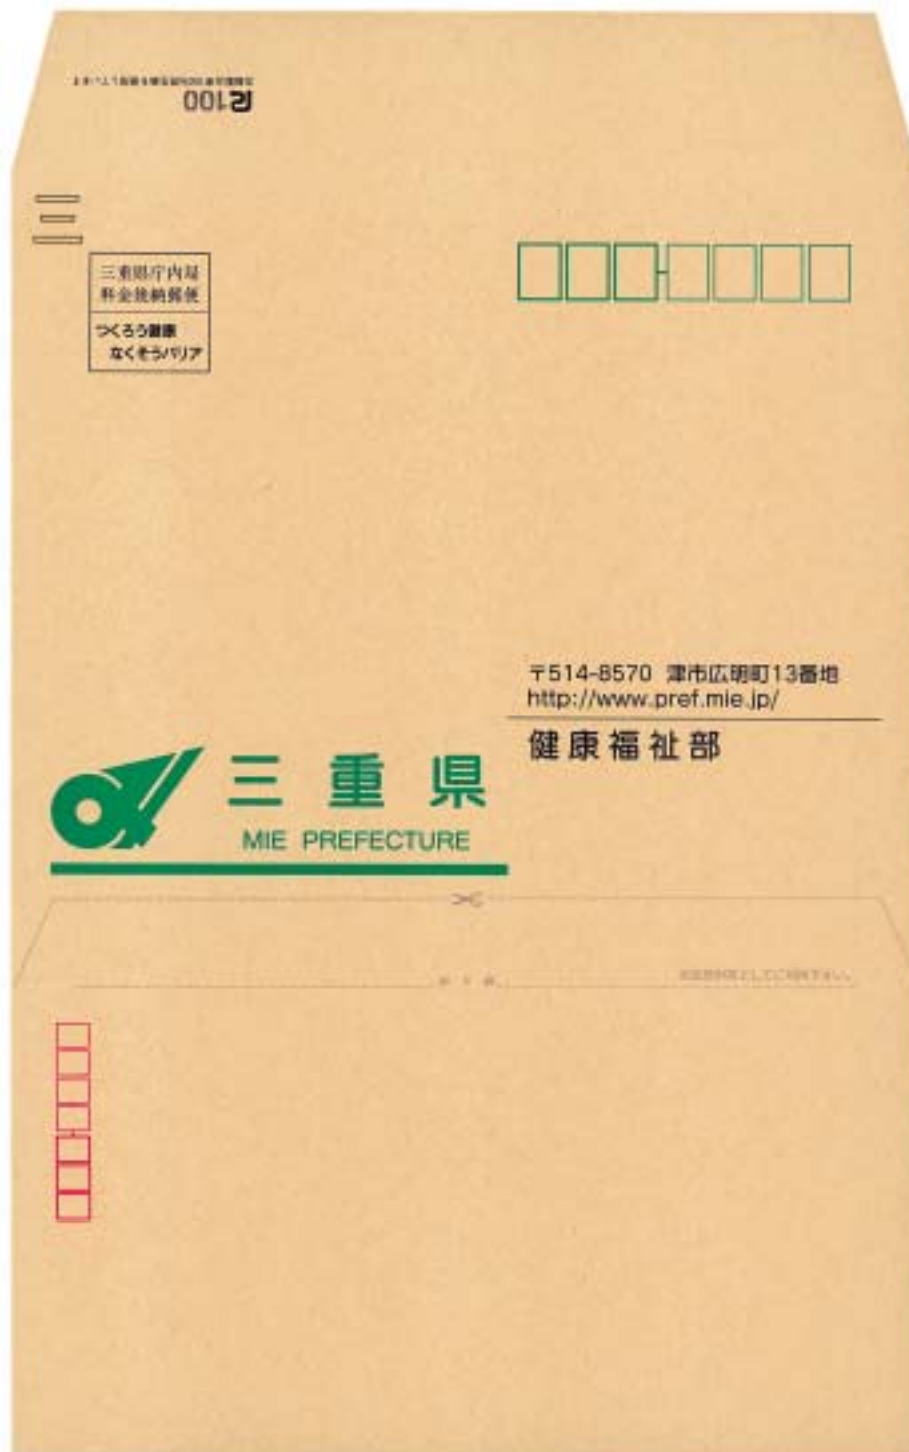 R100
三重県庁内局
料金後納郵便
つくろう健康
なくそうバリア
〒514-8570 津市広明町13番地
http://www.pref.mie.jp/
健康福祉部
三重県
MIE PREFECTURE